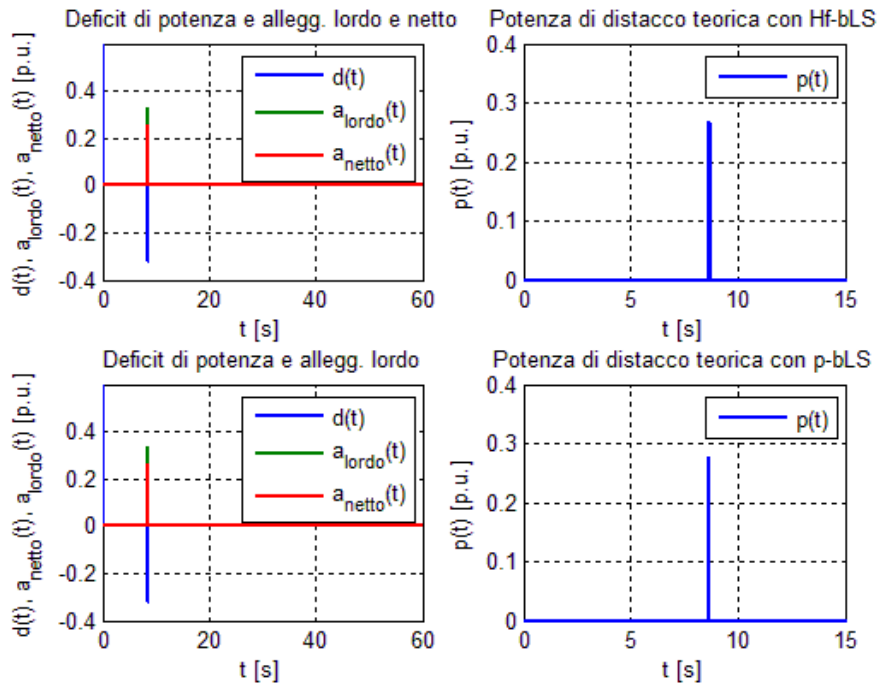 Deficit di potenza e allegg. lordo e netto
d(t), a_lordo(t), a_netto(t) [p.u.]
0.4
0.2
0
-0.2
-0.4
d(t)
a_lordo(t)
a_netto(t)
0 20 40 60
t [s]
Potenza di distacco teorica con Hf-bLS
p(t) [p.u.]
0.4
0.3
0.2
0.1
0
p(t)
0 5 10 15
t [s]
Deficit di potenza e allegg. lordo
d(t), a_netto(t), a_lordo(t) [p.u.]
0.4
0.2
0
-0.2
-0.4
d(t)
a_lordo(t)
a_netto(t)
0 20 40 60
t [s]
Potenza di distacco teorica con p-bLS
p(t) [p.u.]
0.4
0.3
0.2
0.1
0
p(t)
0 5 10 15
t [s]